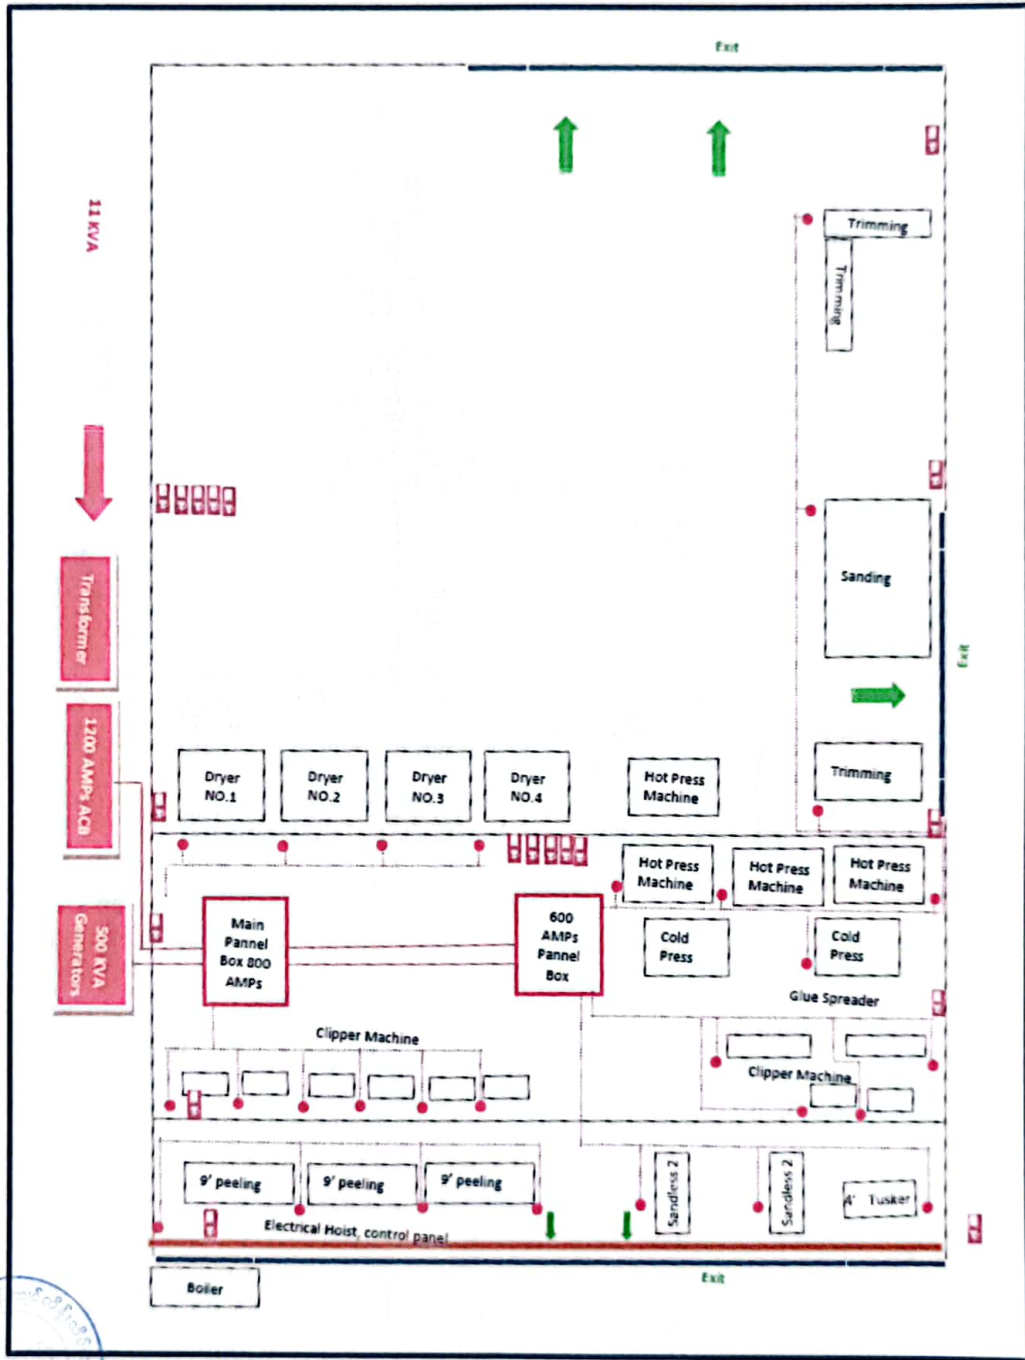 Exit
11 KVA
Trimming
Trimming
Sanding
Exit
Transformer
1200 AMPs ACB
Dryer
NO.1
Dryer
NO.2
Dryer
NO.3
Dryer
NO.4
Hot Press
Machine
Trimming
Hot Press
Machine
Hot Press
Machine
Hot Press
Machine
500 KVA
Generators
Main
Pannel
Box 800
AMPs
600
AMPs
Pannel
Box
Cold
Press
Cold
Press
Glue Spreader
Clipper Machine
Clipper Machine
9' peeling
9' peeling
9' peeling
Sandless 2
Sandless 2
4' Tusker
Electrical Hoist, control panel
Exit
Boiler